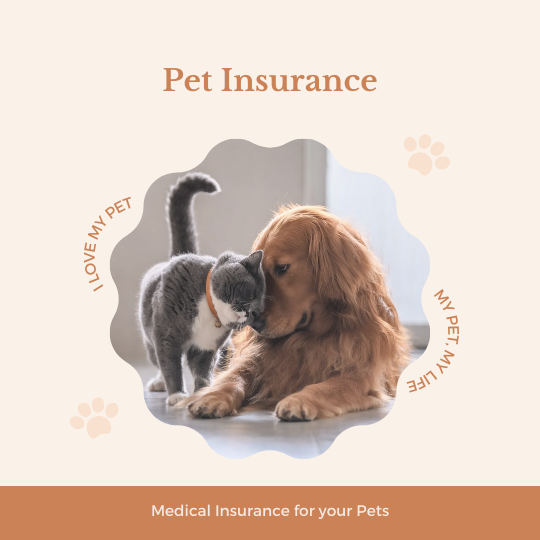 Pet Insurance
I LOVE MY PET
MY PET, MY LIFE
Medical Insurance for your Pets